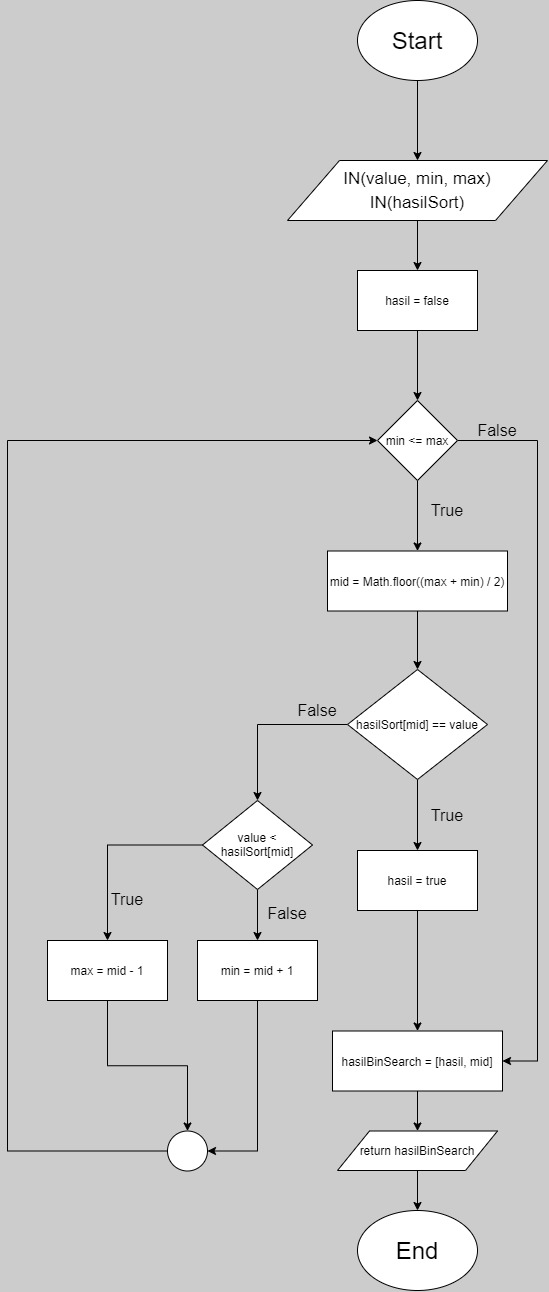 Start
IN(value, min, max)
IN(hasilSort)
hasil = false
min <= max
False
True
mid = Math.floor((max + min) / 2)
hasilSort[mid] == value
False
True
value <
hasilSort[mid]
hasil = true
True
False
max = mid - 1
min = mid + 1
hasilBinSearch = [hasil, mid]
return hasilBinSearch
End